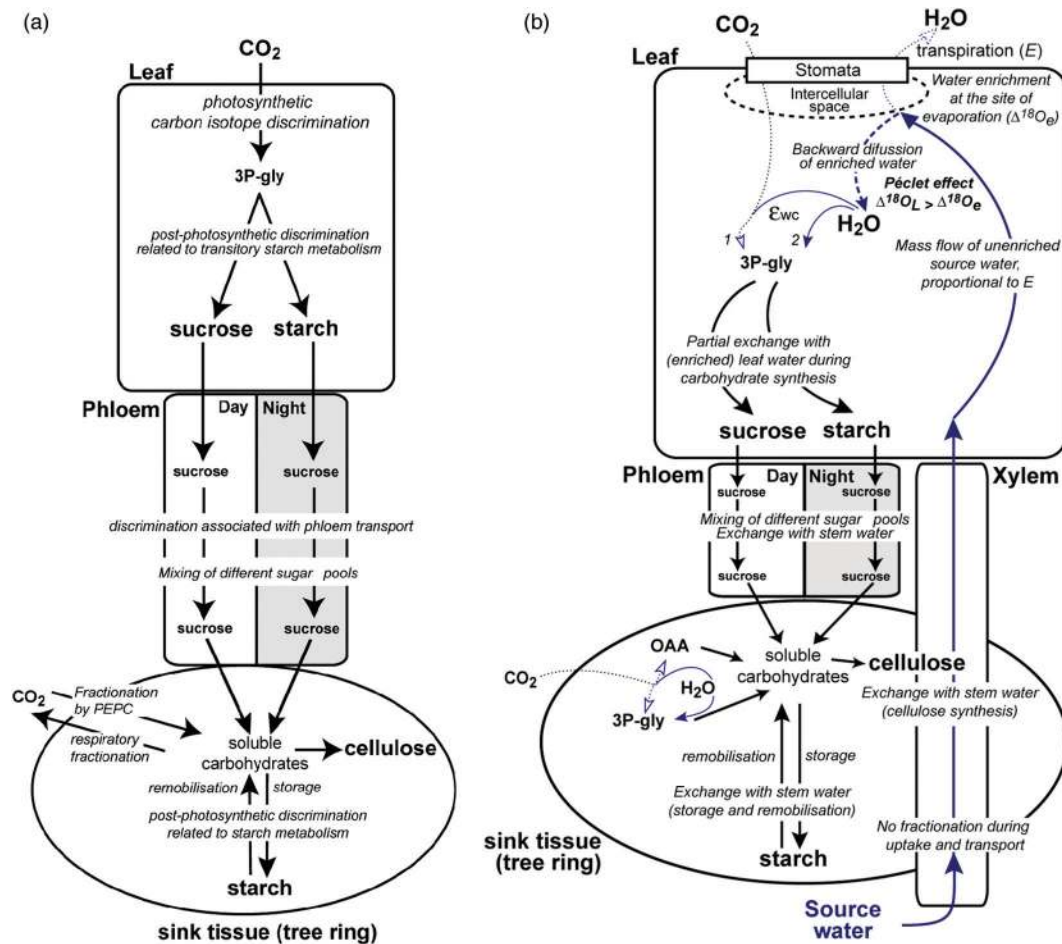 (a)
CO2
Leaf
photosynthetic
carbon isotope discrimination
3P-gly
post-photosynthetic discrimination
related to transitory starch metabolism
sucrose
starch
Phloem
Day
Night
sucrose
sucrose
discrimination associated with phloem transport
Mixing of different sugar pools
sucrose
sucrose
CO2
Fractionation
by PEPC
respiratory
fractionation
soluble
carbohydrates
cellulose
remobilisation
storage
post-photosynthetic discrimination
related to starch metabolism
starch
sink tissue (tree ring)
(b)
CO2
H2O
transpiration (E)
Leaf
Stomata
Intercellular
space
Water enrichment
at the site of
evaporation (Δ18Oe)
Backward difussion
of enriched water
Péclet effect
Δ18OL > Δ18Oe
εwc
H2O
1
2
3P-gly
Mass flow of unenriched
source water,
proportional to E
Partial exchange with
(enriched) leaf water during
carbohydrate synthesis
sucrose
starch
Phloem
Day
Night
Xylem
sucrose
sucrose
Mixing of different sugar pools
Exchange with stem water
sucrose
sucrose
OAA
soluble
carbohydrates
cellulose
CO2
H2O
3P-gly
Exchange with stem water
(cellulose synthesis)
remobilisation
storage
Exchange with stem water
(storage and remobilisation)
starch
No fractionation during
uptake and transport
sink tissue
(tree ring)
Source
water